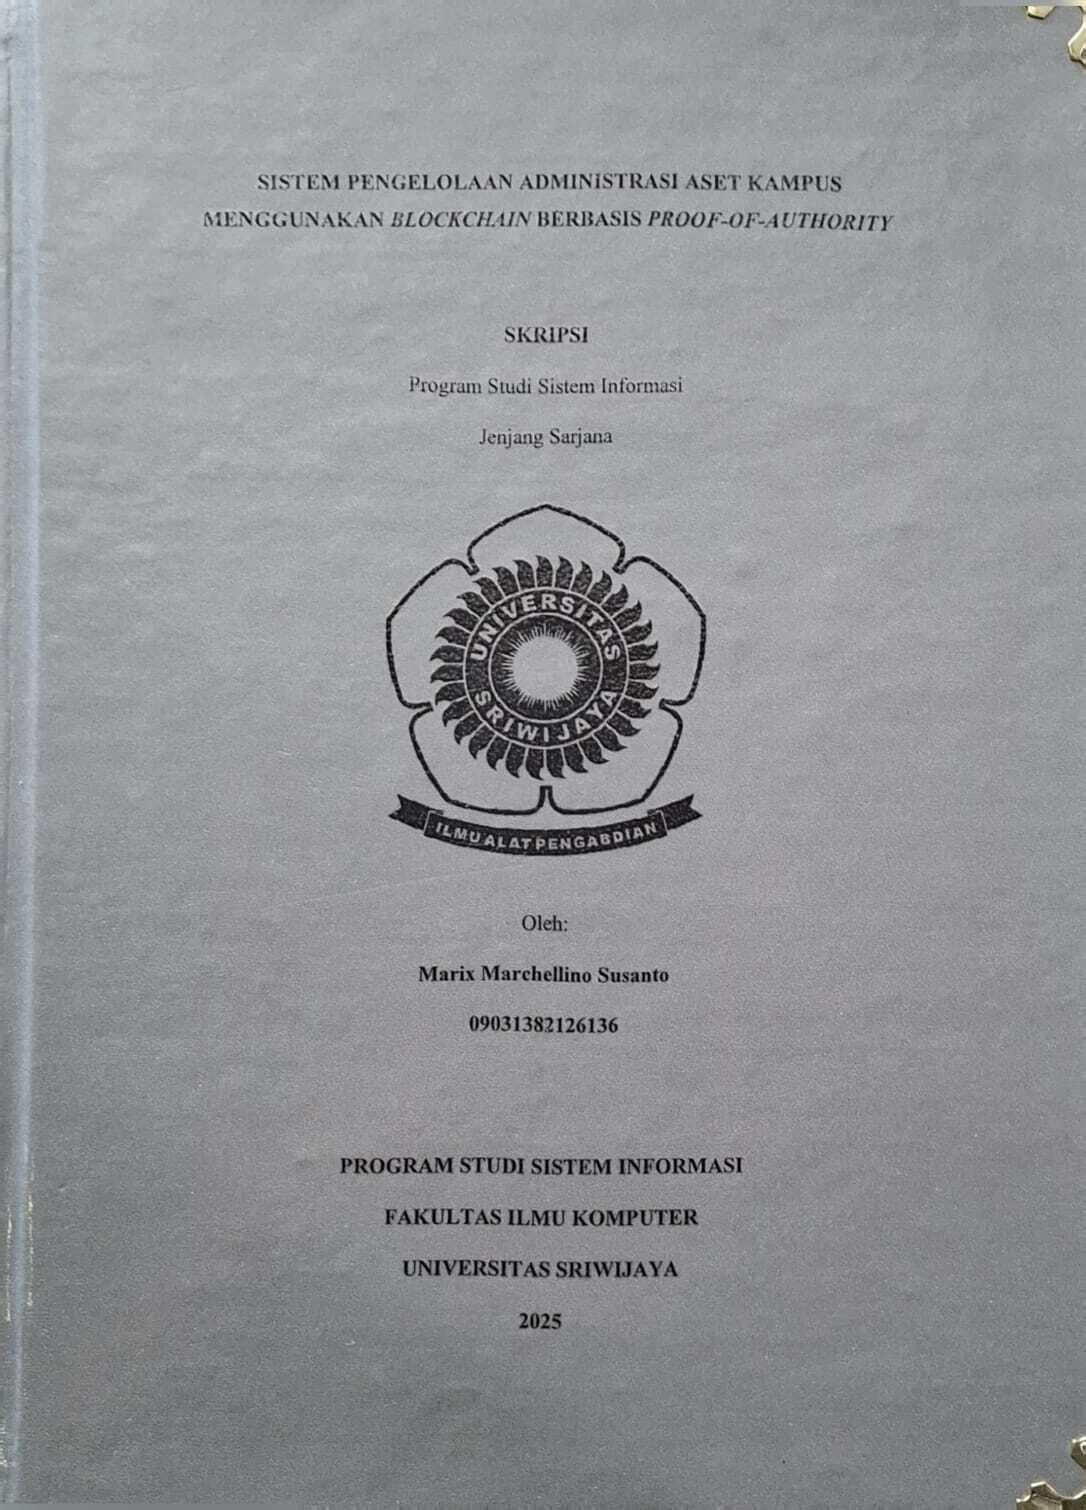 SISTEM PENGELOLAAN ADMINISTRASI ASET KAMPUS
MENGGUNAKAN BLOCKCHAIN BERBASIS PROOF-OF-AUTHORITY
SKRIPSI
Program Studi Sistem Informasi
Jenjang Sarjana
UNIVERSITAS
SRIWIJAYA
ILMU ALAT PENGABDIAN
Oleh:
Marix Marchellino Susanto
09031382126136
PROGRAM STUDI SISTEM INFORMASI
FAKULTAS ILMU KOMPUTER
UNIVERSITAS SRIWIJAYA
2025